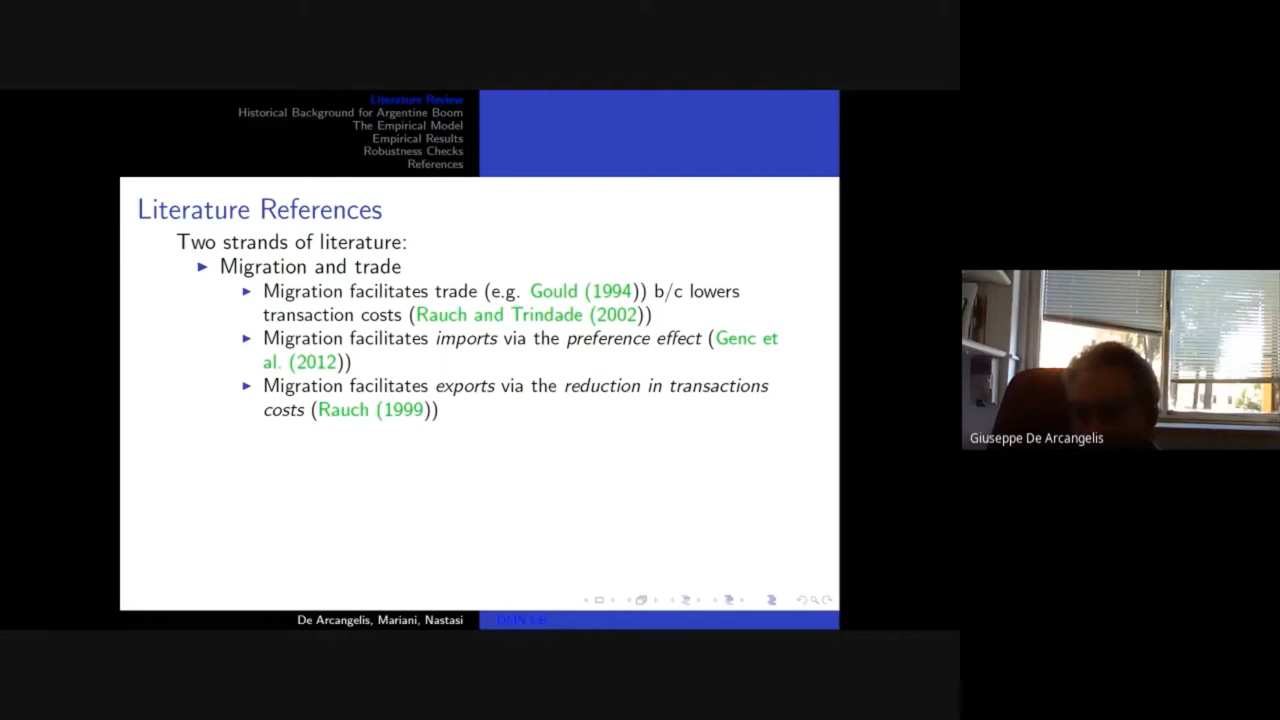 Literature Review
Historical Background for Argentine Boom
The Empirical Model
Empirical Results
Robustness Checks
References
Literature References
Two strands of literature:
Migration and trade
Migration facilitates trade (e.g. Gould (1994)) b/c lowers
transaction costs (Rauch and Trindade (2002))
Migration facilitates imports via the preference effect (Genc et
al. (2012))
Migration facilitates exports via the reduction in transactions
costs (Rauch (1999))
De Arcangelis, Mariani, Nastasi
Giuseppe De Arcangelis